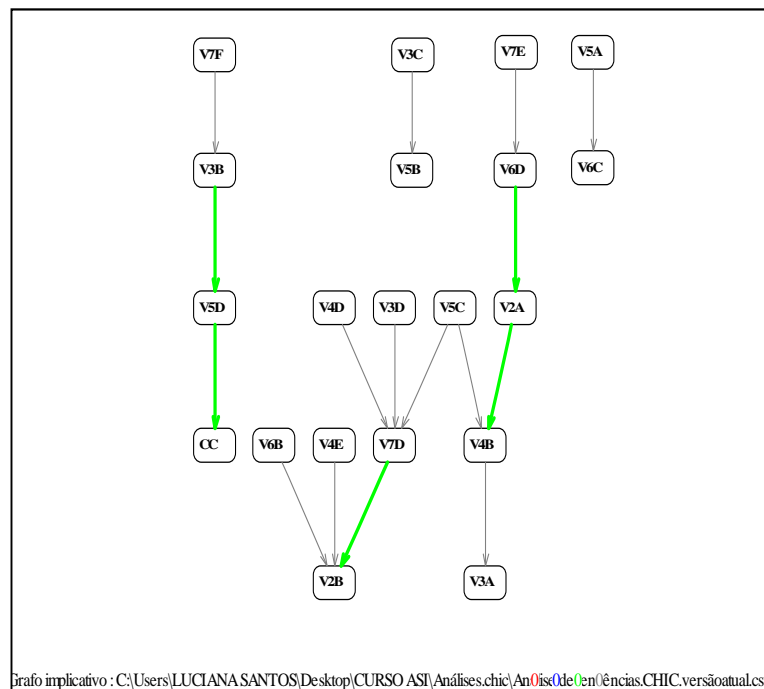 V7F V3C V7E V5A
V3B V5B V6D V6C
V5D V4D V3D V5C V2A
CC V6B V4E V7D V4B
V2B V3A
Grafo implicativo : C:\Users\LUCIANA SANTOS\Desktop\CURSO ASI\Análises.chic\An0ise0de0en0ências.CHIC.versãoatual.cs